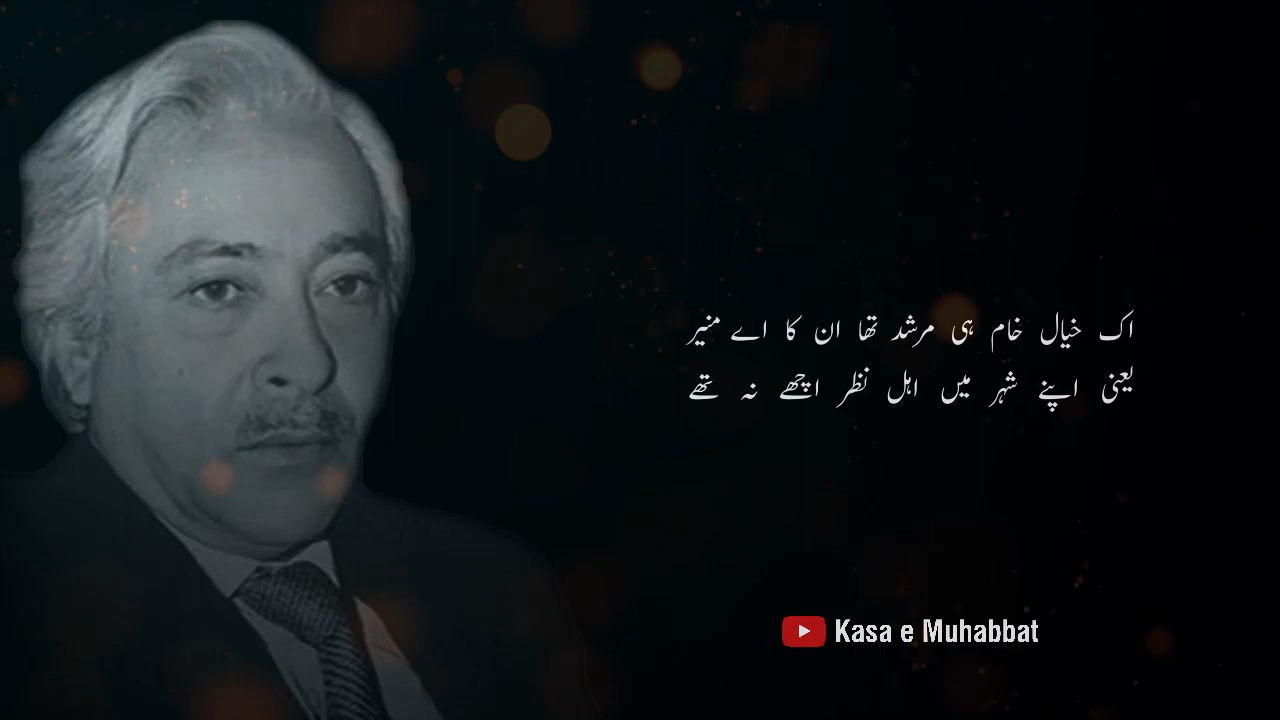 اک خیال خام ہی مرشد تھا ان کا اے منیر
یعنی اپنے شہر میں اہل نظر اچھے نہ تھے
Kasa e Muhabbat